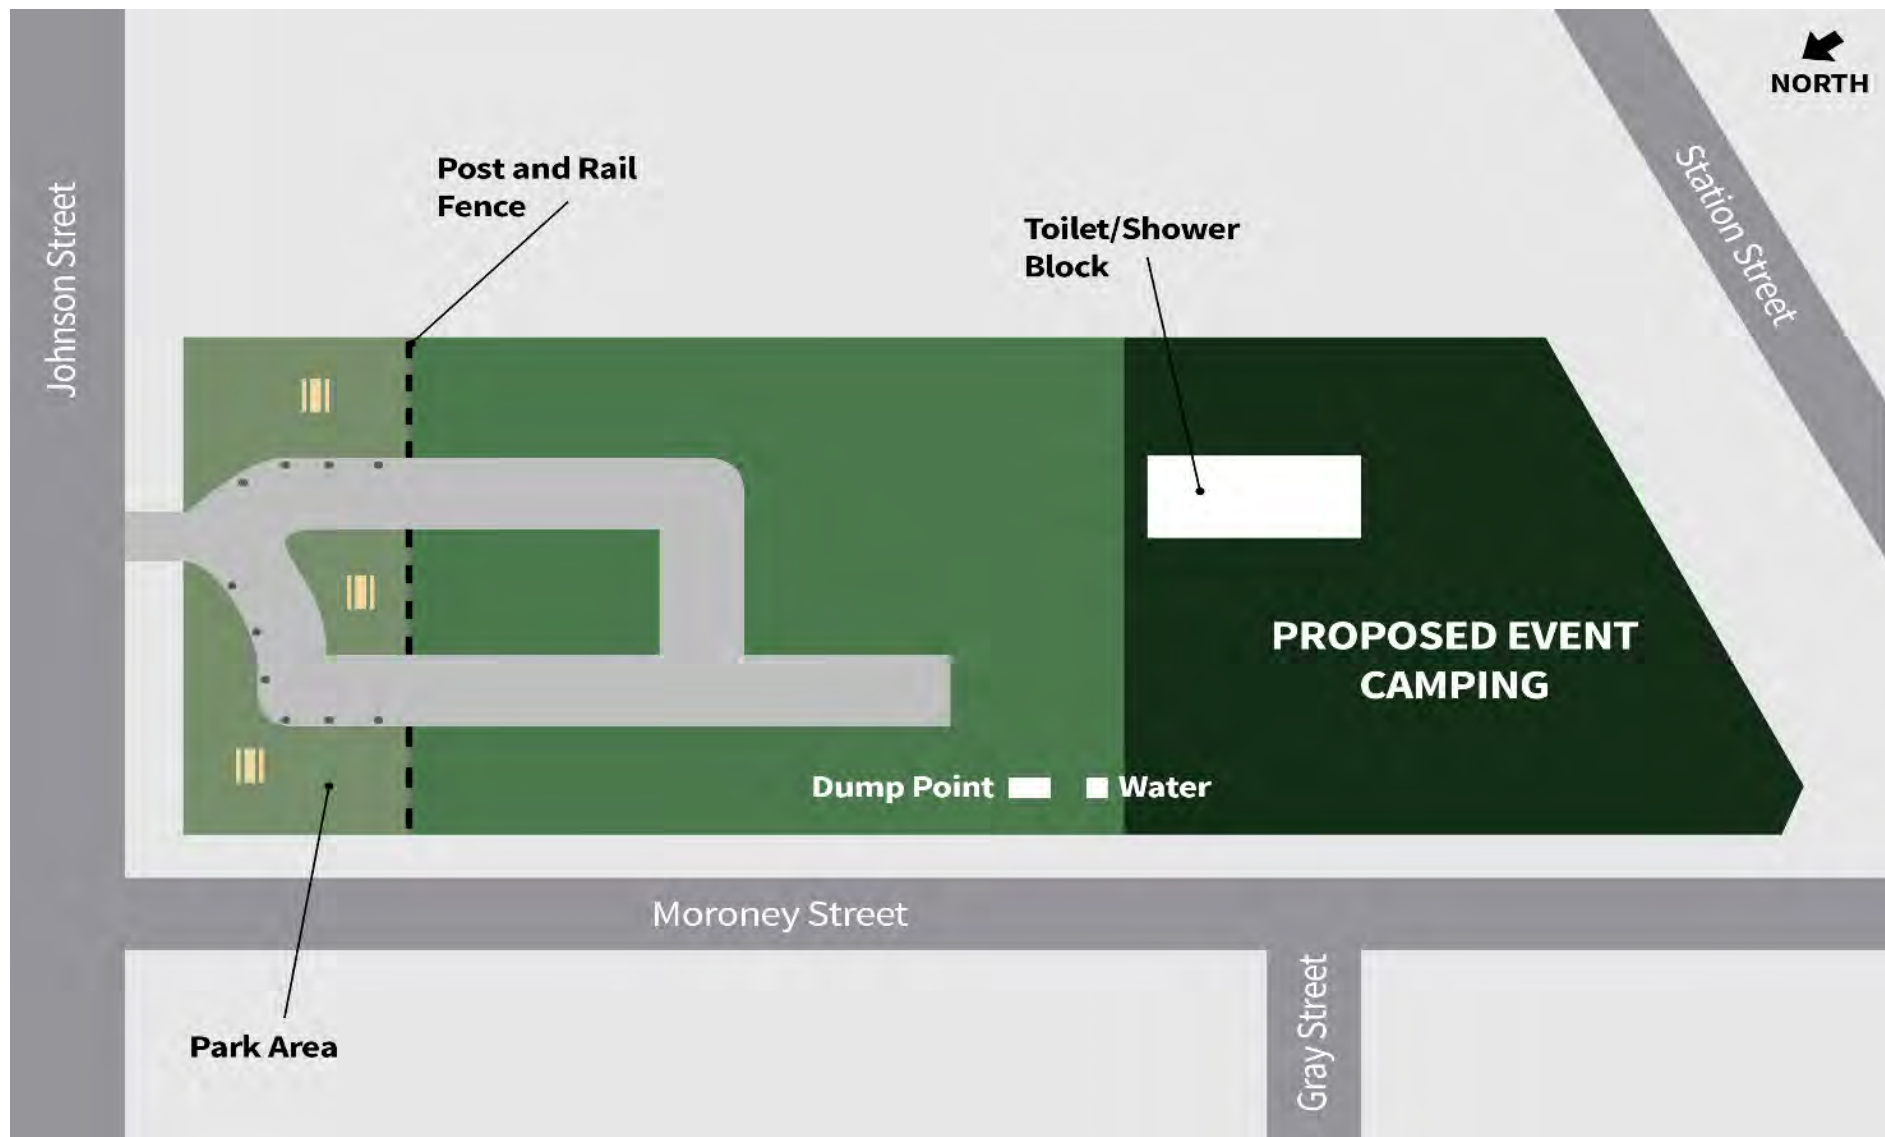 NORTH
Johnson Street
Post and Rail
Fence
Station Street
Toilet/Shower
Block
PROPOSED EVENT
CAMPING
Dump Point
Water
Moroney Street
Park Area
Gray Street